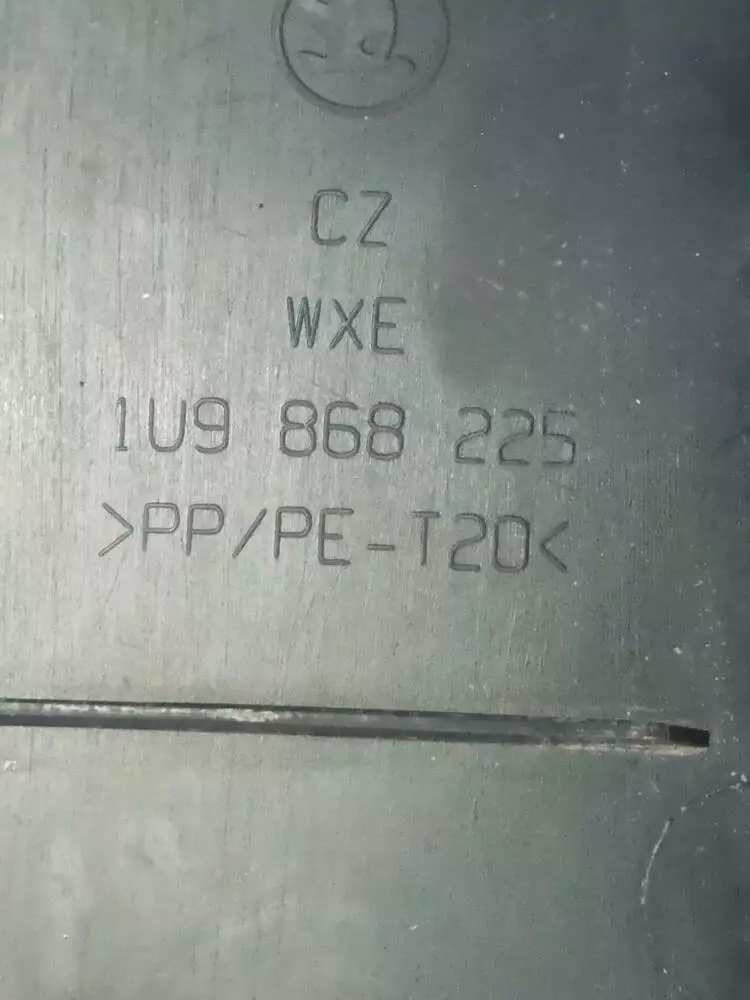 CZ
WXE
1U9 868 225
>PP/PE-T20<